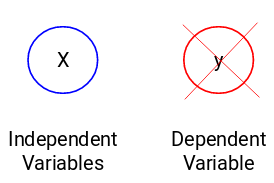 X
y
Independent
Variables
Dependent
Variable